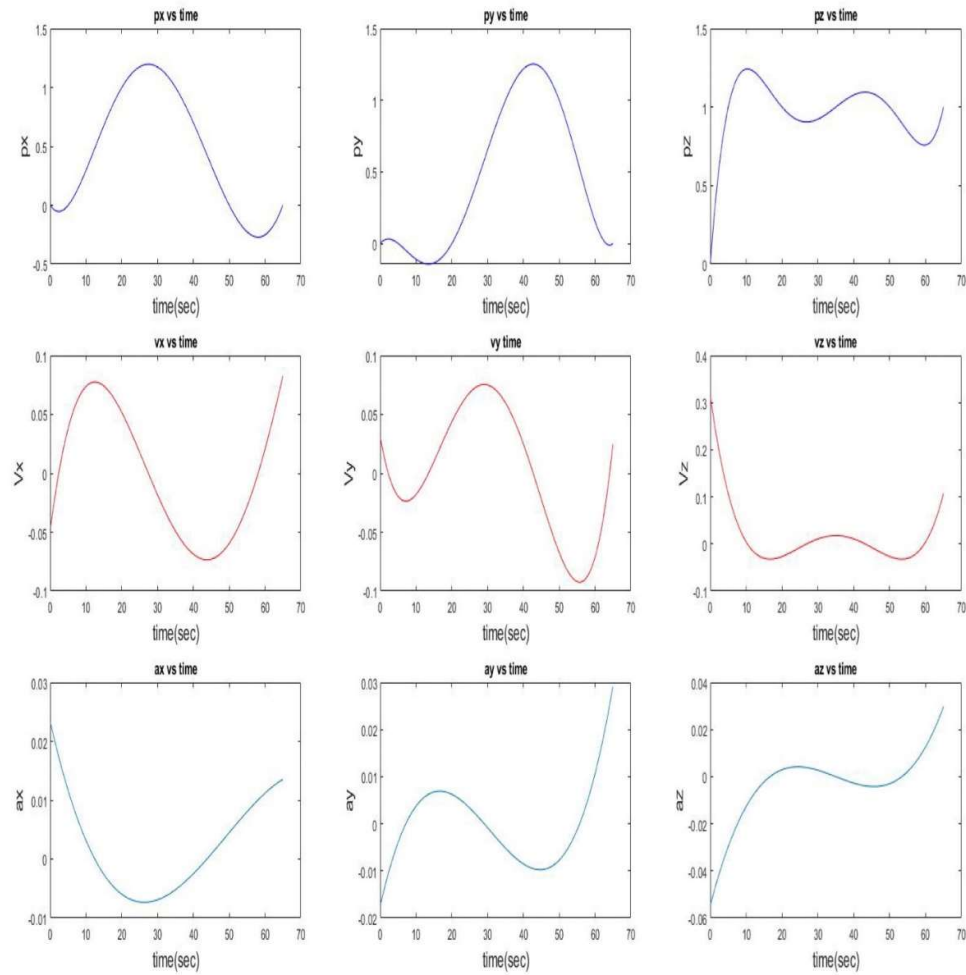 px vs time
py vs time
pz vs time
1.5
1
0.5
0
-0.5
px
0 10 20 30 40 50 60 70
time(sec)
1.5
1
0.5
0
py
0 10 20 30 40 50 60 70
time(sec)
1.5
1
0.5
0
pz
0 10 20 30 40 50 60 70
time(sec)
vx vs time
vy time
vz vs time
0.1
0.05
0
-0.05
-0.1
Vx
0 10 20 30 40 50 60 70
time(sec)
0.1
0.05
0
-0.05
-0.1
Vy
0 10 20 30 40 50 60 70
time(sec)
0.4
0.3
0.2
0.1
0
-0.1
Vz
0 10 20 30 40 50 60 70
time(sec)
ax vs time
ay vs time
az vs time
0.03
0.02
0.01
0
-0.01
ax
0 10 20 30 40 50 60 70
time(sec)
0.03
0.02
0.01
0
-0.01
-0.02
ay
0 10 20 30 40 50 60 70
time(sec)
0.04
0.02
0
-0.02
-0.04
-0.06
az
0 10 20 30 40 50 60 70
time(sec)